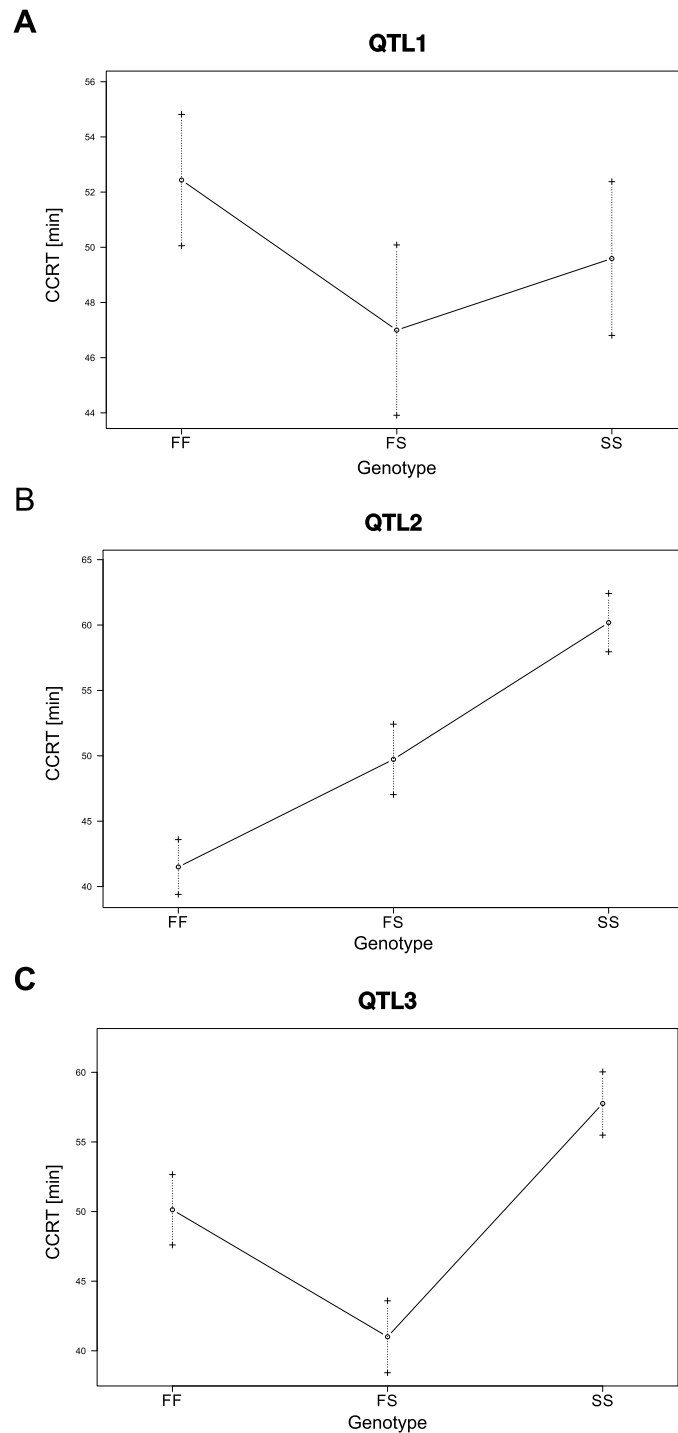 A
QTL1
56
54
52
50
48
46
44
CCRT [min]
FF FS SS
Genotype
B
QTL2
65
60
55
50
45
40
CCRT [min]
FF FS SS
Genotype
C
QTL3
60
55
50
45
40
CCRT [min]
FF FS SS
Genotype